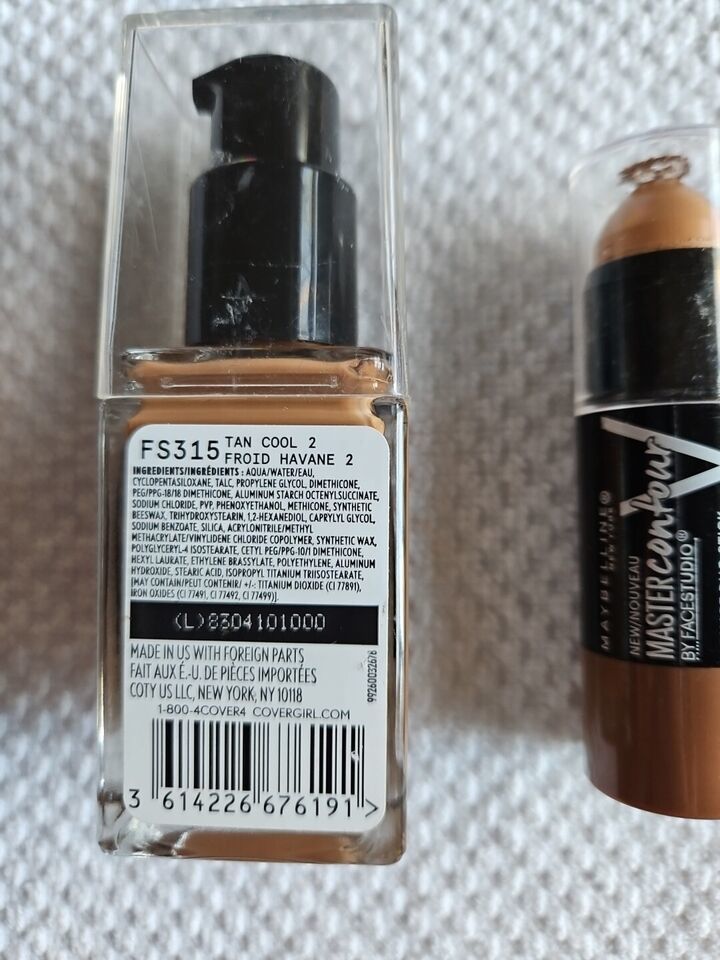 FS315 TAN COOL 2
FROID HAVANE 2
INGREDIENTS/INGRÉDIENTS : AQUA/WATER/EAU,
CYCLOPENTASILOXANE, TALC, PROPYLENE GLYCOL, DIMETHICONE,
PEG/PPG-18/18 DIMETHICONE, ALUMINUM STARCH OCTENYLSUCCINATE,
SODIUM CHLORIDE, PVP, PHENOXYETHANOL, METHICONE, SYNTHETIC
BEESWAX, TRIHYDROXYSTEARIN, 1,2-HEXANEDIOL, CAPRYLYL GLYCOL,
SODIUM BENZOATE, SILICA, ACRYLONITRILE/METHYL
METHACRYLATE/VINYLIDENE CHLORIDE COPOLYMER, SYNTHETIC WAX,
POLYGLYCERYL-4 ISOSTEARATE, CETYL PEG/PPG-10/1 DIMETHICONE,
HEXYL LAURATE, ETHYLENE BRASSYLATE, POLYETHYLENE, ALUMINUM
HYDROXIDE, STEARIC ACID, ISOPROPYL TITANIUM TRIISOSTEARATE,
[MAY CONTAIN/PEUT CONTENIR/ +/-: TITANIUM DIOXIDE (CI 77891),
IRON OXIDES (CI 77491, CI 77492, CI 77499)].
(L)8304101000
MADE IN US WITH FOREIGN PARTS
FAIT AUX É.-U. DE PIÈCES IMPORTÉES
COTY US LLC, NEW YORK, NY 10118
1-800-4COVER4 COVERGIRL.COM
99260032678
3 614226 676191 >
MAYBELLINE®
NEW YORK
NEW/NOUVEAU
MASTER contour
BY FACESTUDIO®